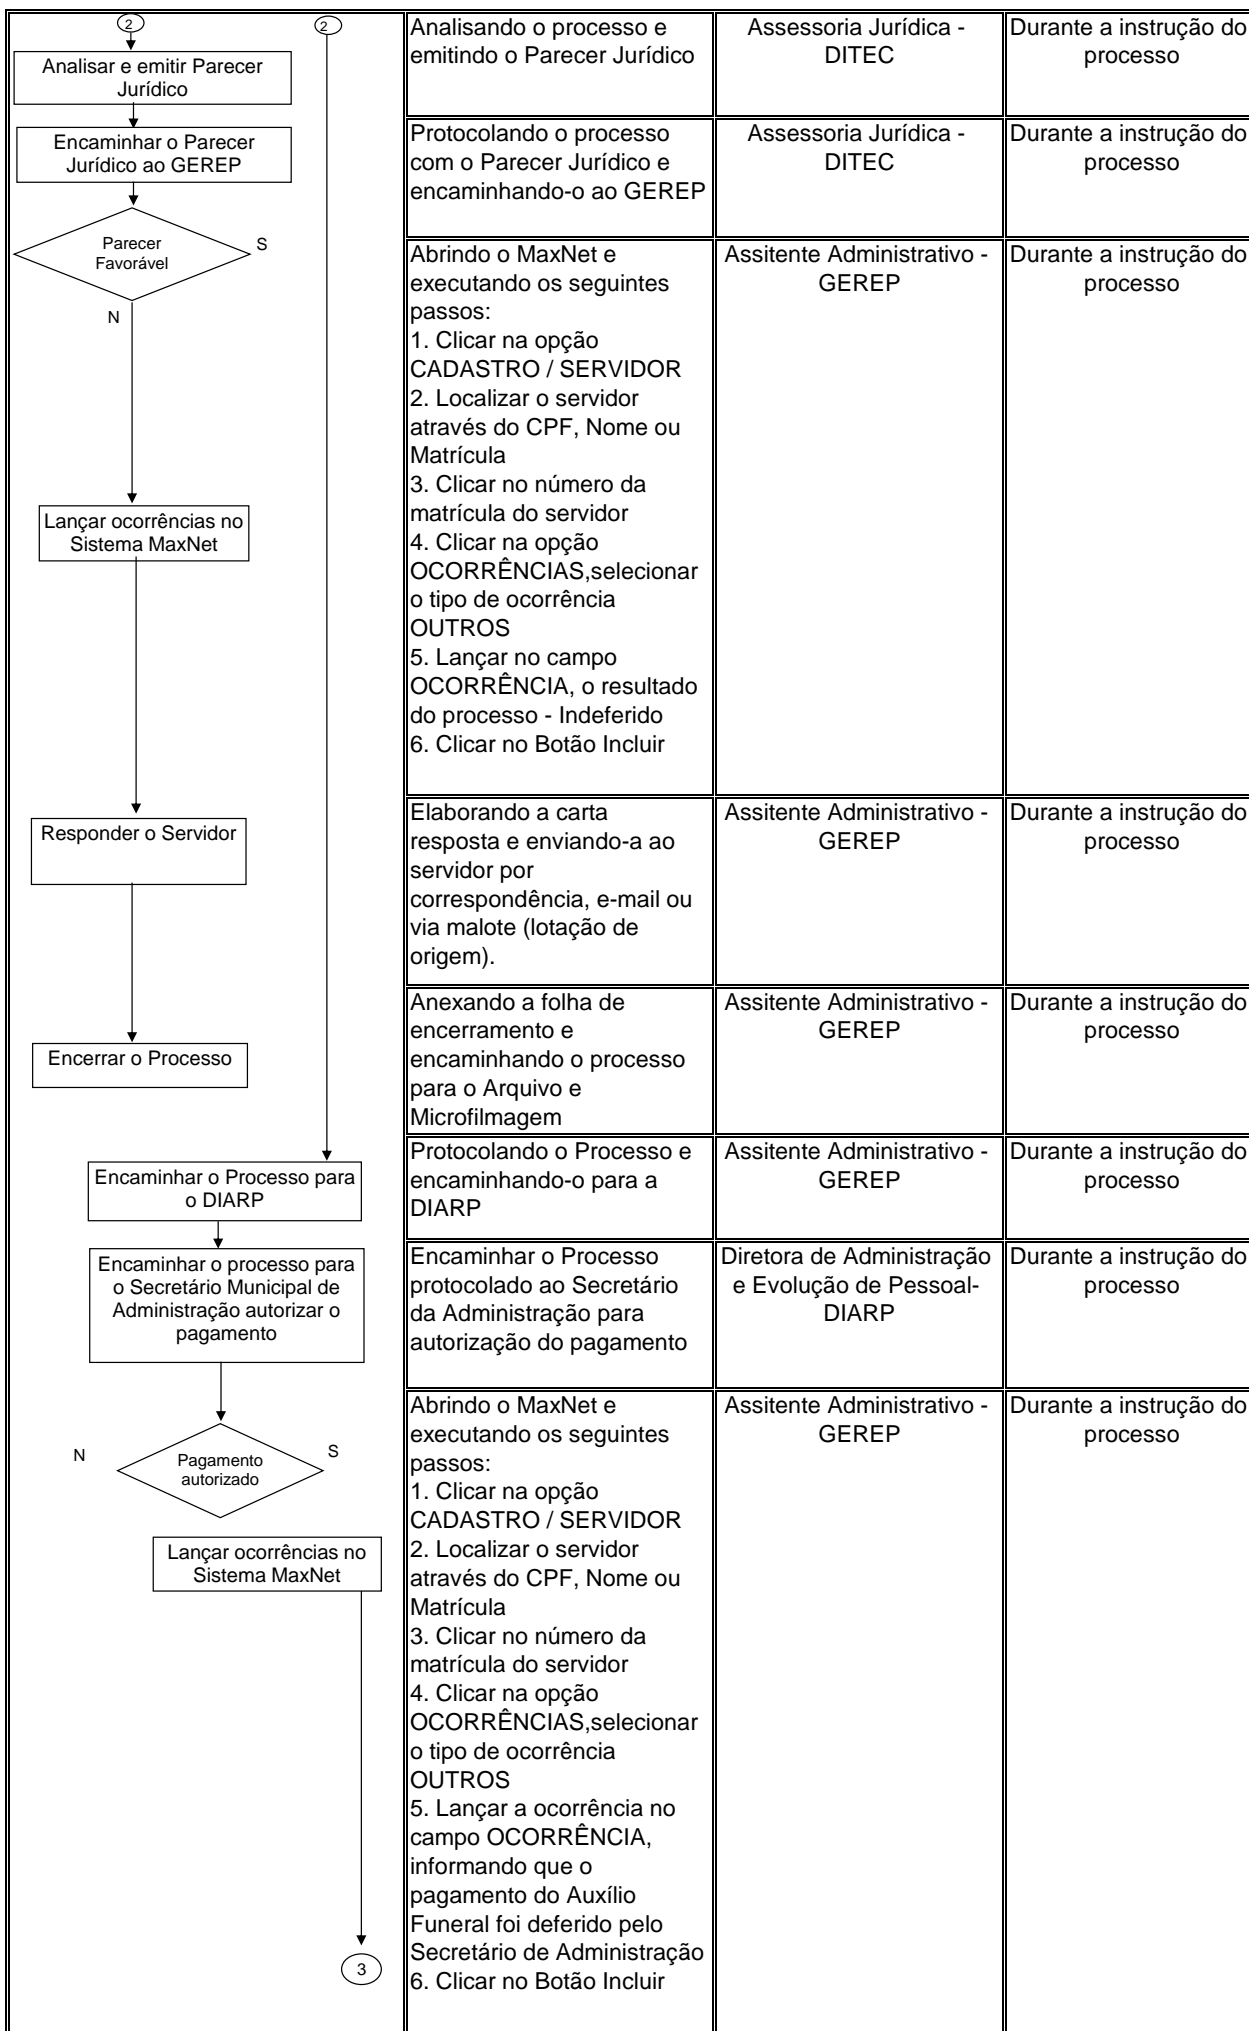 2
2
Analisar e emitir Parecer
Jurídico
Analisando o processo e
emitindo o Parecer Jurídico
Assessoria Jurídica -
DITEC
Durante a instrução do
processo
Encaminhar o Parecer
Jurídico ao GEREP
Protocolando o processo
com o Parecer Jurídico e
encaminhando-o ao GEREP
Assessoria Jurídica -
DITEC
Durante a instrução do
processo
Parecer
Favorável
S
N
Lançar ocorrências no
Sistema MaxNet
Abrindo o MaxNet e
executando os seguintes
passos:
1. Clicar na opção
CADASTRO / SERVIDOR
2. Localizar o servidor
através do CPF, Nome ou
Matrícula
3. Clicar no número da
matrícula do servidor
4. Clicar na opção
OCORRÊNCIAS,selecionar
o tipo de ocorrência
OUTROS
5. Lançar no campo
OCORRÊNCIA, o resultado
do processo - Indeferido
6. Clicar no Botão Incluir
Assitente Administrativo -
GEREP
Durante a instrução do
processo
Responder o Servidor
Elaborando a carta
resposta e enviando-a ao
servidor por
correspondência, e-mail ou
via malote (lotação de
origem).
Assitente Administrativo -
GEREP
Durante a instrução do
processo
Encerrar o Processo
Anexando a folha de
encerramento e
encaminhando o processo
para o Arquivo e
Microfilmagem
Assitente Administrativo -
GEREP
Durante a instrução do
processo
Encaminhar o Processo para
o DIARP
Protocolando o Processo e
encaminhando-o para a
DIARP
Assitente Administrativo -
GEREP
Durante a instrução do
processo
Encaminhar o processo para
o Secretário Municipal de
Administração autorizar o
pagamento
Encaminhar o Processo
protocolado ao Secretário
da Administração para
autorização do pagamento
Diretora de Administração
e Evolução de Pessoal-
DIARP
Durante a instrução do
processo
N
Pagamento
autorizado
S
Lançar ocorrências no
Sistema MaxNet
3
Abrindo o MaxNet e
executando os seguintes
passos:
1. Clicar na opção
CADASTRO / SERVIDOR
2. Localizar o servidor
através do CPF, Nome ou
Matrícula
3. Clicar no número da
matrícula do servidor
4. Clicar na opção
OCORRÊNCIAS,selecionar
o tipo de ocorrência
OUTROS
5. Lançar a ocorrência no
campo OCORRÊNCIA,
informando que o
pagamento do Auxílio
Funeral foi deferido pelo
Secretário de Administração
6. Clicar no Botão Incluir
Assitente Administrativo -
GEREP
Durante a instrução do
processo